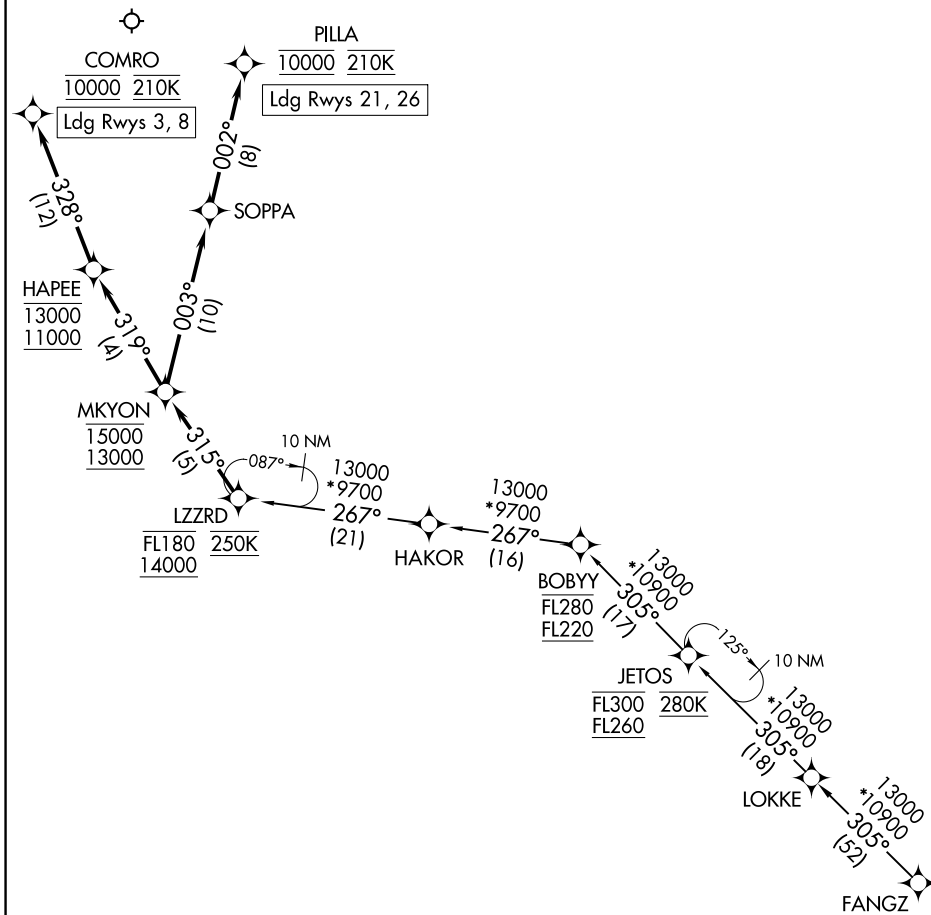 PILLA
10000 210K
Ldg Rwys 21, 26
COMRO
10000 210K
Ldg Rwys 3, 8
002°
(8)
328°
(12)
SOPPA
HAPEE
13000
11000
003°
(10)
319°
(4)
MKYON
15000
13000
315°
(5)
10 NM
087°
LZZRD
FL180 250K
14000
13000
*9700
267°
(21)
HAKOR
13000
*9700
267°
(16)
BOBYY
FL280
FL220
13000
*10900
305°
(17)
125°
10 NM
JETOS
FL300 280K
FL260
13000
*10900
305°
(18)
LOKKE
13000
*10900
305°
(52)
FANGZ